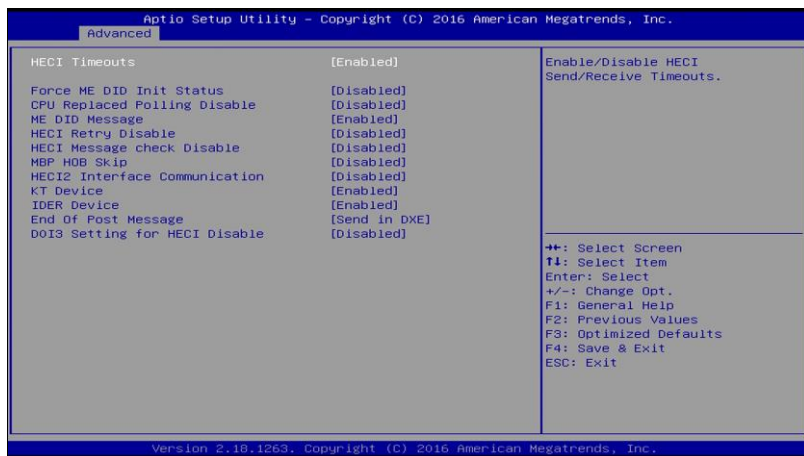 Aptio Setup Utility – Copyright (C) 2016 American Megatrends, Inc.
Advanced
HECI Timeouts [Enabled]
Force ME DID Init Status [Disabled]
CPU Replaced Polling Disable [Disabled]
ME DID Message [Enabled]
HECI Retry Disable [Disabled]
HECI Message check Disable [Disabled]
MBP HOB Skip [Disabled]
HECI2 Interface Communication [Disabled]
KT Device [Enabled]
IDER Device [Enabled]
End Of Post Message [Send in DXE]
DOI3 Setting for HECI Disable [Disabled]
Enable/Disable HECI
Send/Receive Timeouts.
→←: Select Screen
↑↓: Select Item
Enter: Select
+/-: Change Opt.
F1: General Help
F2: Previous Values
F3: Optimized Defaults
F4: Save & Exit
ESC: Exit
Version 2.18.1263. Copyright (C) 2016 American Megatrends, Inc.